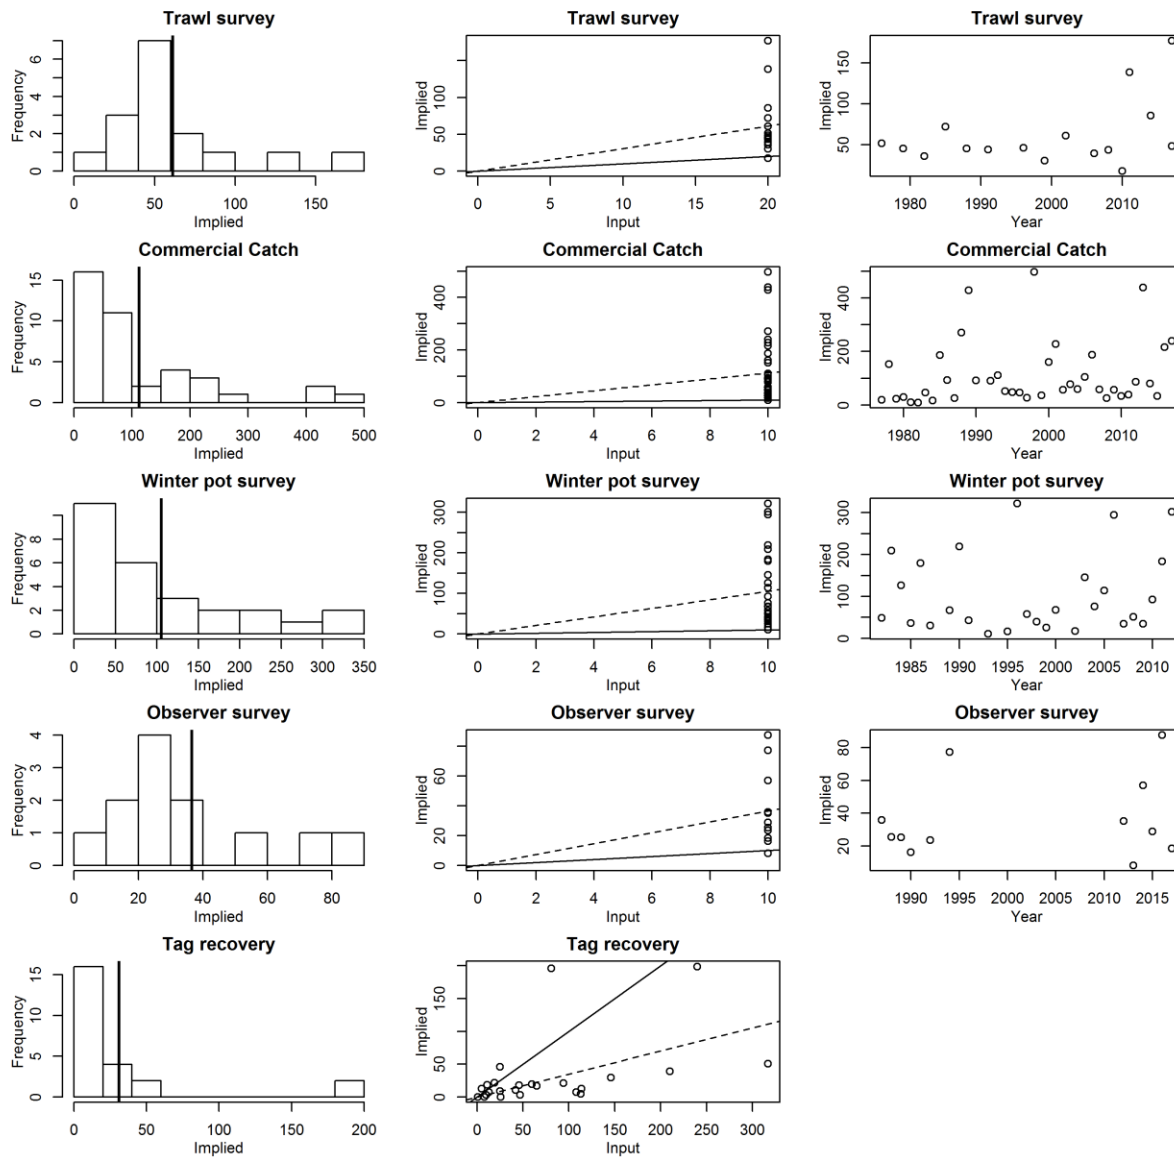 Trawl survey
Frequency
0 2 4 6
0 50 100 150
Implied
Trawl survey
Implied
0 50 100
0 5 10 15 20
Input
Trawl survey
Implied
50 100 150
1980 1990 2000 2010
Year
Commercial Catch
Frequency
0 5 10 15
0 100 200 300 400 500
Implied
Commercial Catch
Implied
0 200 400
0 2 4 6 8 10
Input
Commercial Catch
Implied
0 200 400
1980 1990 2000 2010
Year
Winter pot survey
Frequency
0 2 4 6 8
0 50 100 150 200 250 300 350
Implied
Winter pot survey
Implied
0 100 200 300
0 2 4 6 8 10
Input
Winter pot survey
Implied
0 100 200 300
1985 1990 1995 2000 2005 2010
Year
Observer survey
Frequency
0 1 2 3 4
0 20 40 60 80
Implied
Observer survey
Implied
0 20 60
0 2 4 6 8 10
Input
Observer survey
Implied
20 40 60 80
1990 1995 2000 2005 2010 2015
Year
Tag recovery
Frequency
0 5 10 15
0 50 100 150 200
Implied
Tag recovery
Implied
0 50 150
0 50 100 150 200 250 300
Input